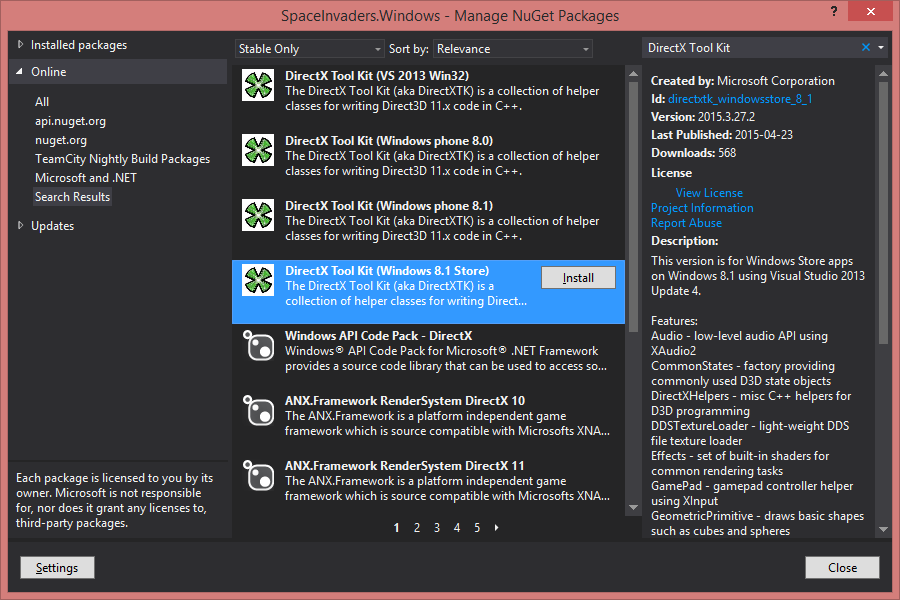 SpaceInvaders.Windows - Manage NuGet Packages
?
Installed packages
Online
All
api.nuget.org
nuget.org
TeamCity Nightly Build Packages
Microsoft and .NET
Search Results
Updates
Each package is licensed to you by its
owner. Microsoft is not responsible
for, nor does it grant any licenses to,
third-party packages.
Stable Only
Sort by: Relevance
DirectX Tool Kit (VS 2013 Win32)
The DirectX Tool Kit (aka DirectXTK) is a collection of helper
classes for writing Direct3D 11.x code in C++.
DirectX Tool Kit (Windows phone 8.0)
The DirectX Tool Kit (aka DirectXTK) is a collection of helper
classes for writing Direct3D 11.x code in C++.
DirectX Tool Kit (Windows phone 8.1)
The DirectX Tool Kit (aka DirectXTK) is a collection of helper
classes for writing Direct3D 11.x code in C++.
DirectX Tool Kit (Windows 8.1 Store)
The DirectX Tool Kit (aka DirectXTK) is a
collection of helper classes for writing Direct...
Install
Windows API Code Pack - DirectX
Windows® API Code Pack for Microsoft® .NET Framework
provides a source code library that can be used to access so...
ANX.Framework RenderSystem DirectX 10
The ANX.Framework is a platform independent game
framework which is source compatible with Microsofts XNA...
ANX.Framework RenderSystem DirectX 11
The ANX.Framework is a platform independent game
framework which is source compatible with Microsofts XNA...
1 2 3 4 5
DirectX Tool Kit
Created by: Microsoft Corporation
Id: directxtk_windowsstore_8_1
Version: 2015.3.27.2
Last Published: 2015-04-23
Downloads: 568
License
View License
Project Information
Report Abuse
Description:
This version is for Windows Store apps
on Windows 8.1 using Visual Studio 2013
Update 4.
Features:
Audio - low-level audio API using
XAudio2
CommonStates - factory providing
commonly used D3D state objects
DirectXHelpers - misc C++ helpers for
D3D programming
DDSTextureLoader - light-weight DDS
file texture loader
Effects - set of built-in shaders for
common rendering tasks
GamePad - gamepad controller helper
using XInput
GeometricPrimitive - draws basic shapes
such as cubes and spheres
Settings
Close